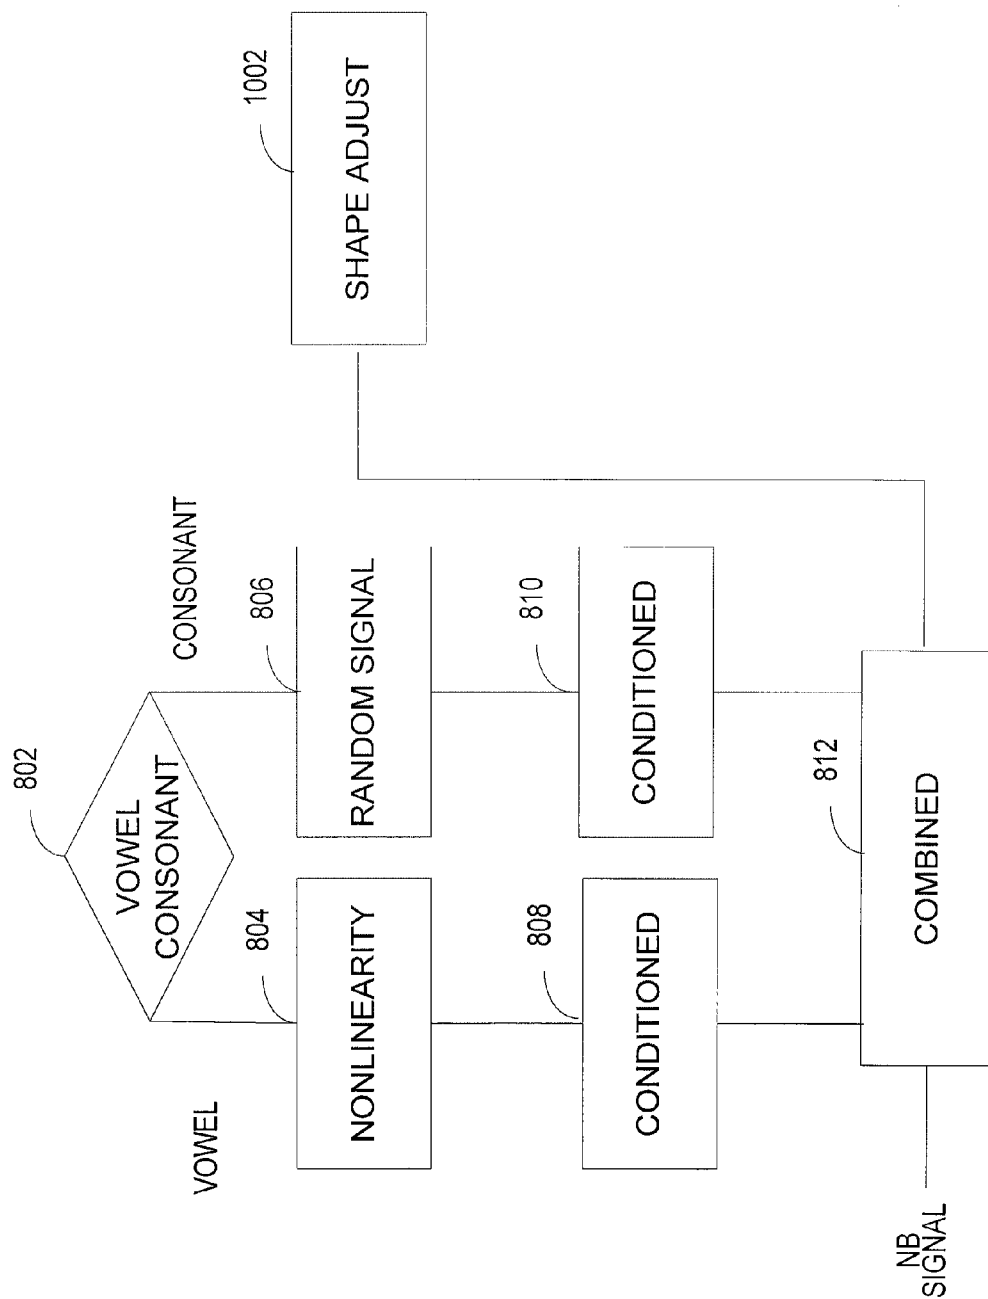 802
VOWEL
CONSONANT
VOWEL
CONSONANT
804
NONLINEARITY
806
RANDOM SIGNAL
1002
SHAPE ADJUST
808
CONDITIONED
810
CONDITIONED
NB
SIGNAL
812
COMBINED